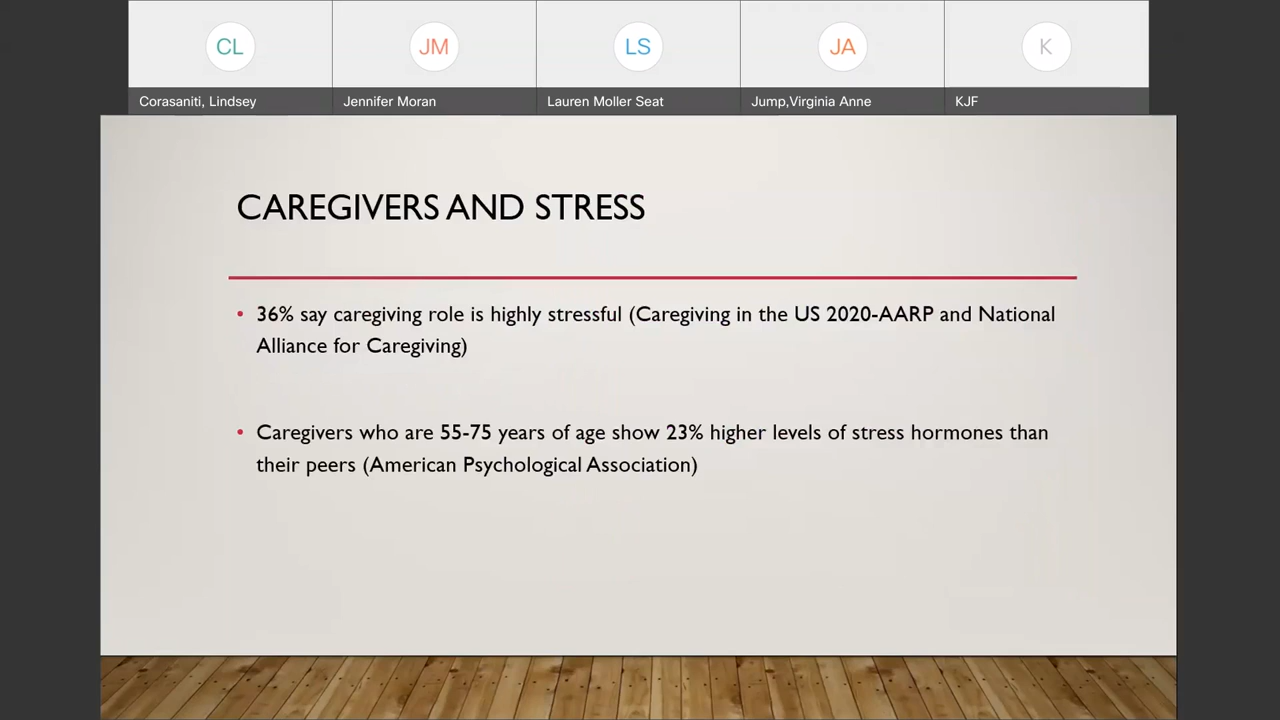 CL
JM
LS
JA
K
Corasaniti, Lindsey
Jennifer Moran
Lauren Moller Seat
Jump,Virginia Anne
KJF
CAREGIVERS AND STRESS
• 36% say caregiving role is highly stressful (Caregiving in the US 2020-AARP and National
Alliance for Caregiving)
• Caregivers who are 55-75 years of age show 23% higher levels of stress hormones than
their peers (American Psychological Association)